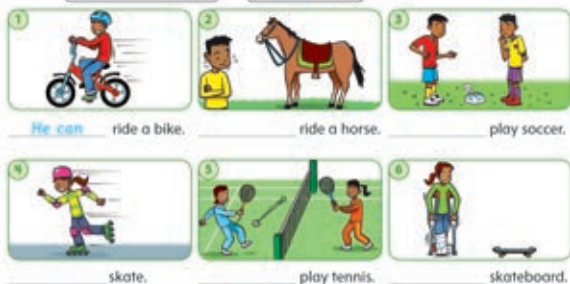 1 2 3
He can ride a bike. ride a horse. play soccer.
4 5 6
skate. play tennis. skateboard.